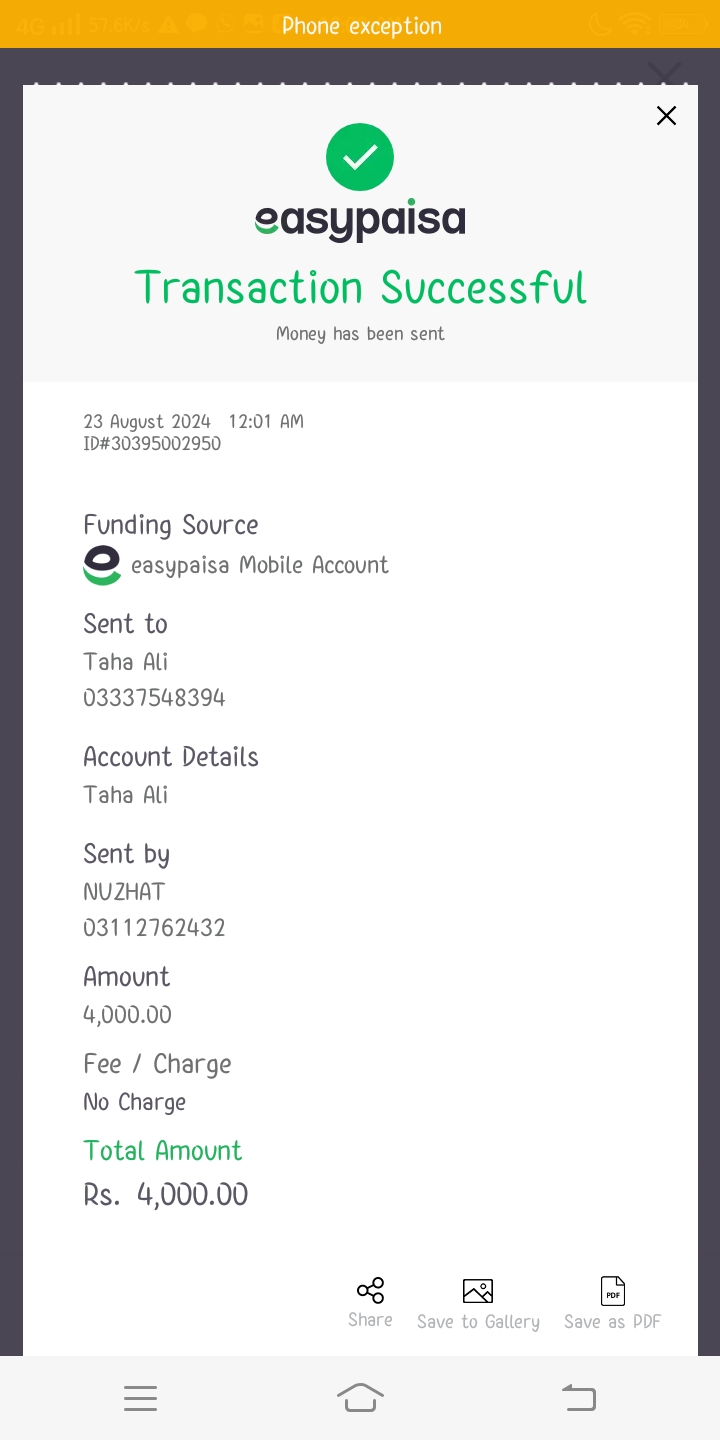 4G 57.6K/s Phone exception
easypaisa
Transaction Successful
Money has been sent
23 August 2024 12:01 AM
ID#30395002950
Funding Source
easypaisa Mobile Account
Sent to
Taha Ali
03337548394
Account Details
Taha Ali
Sent by
NUZHAT
03112762432
Amount
4,000.00
Fee / Charge
No Charge
Total Amount
Rs. 4,000.00
PDF
Share Save to Gallery Save as PDF